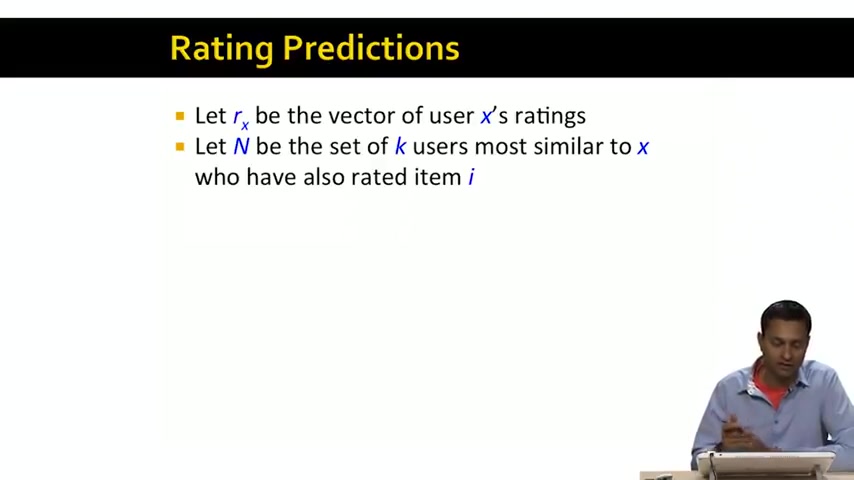 Rating Predictions
Let r_x be the vector of user x's ratings
Let N be the set of k users most similar to x
who have also rated item i